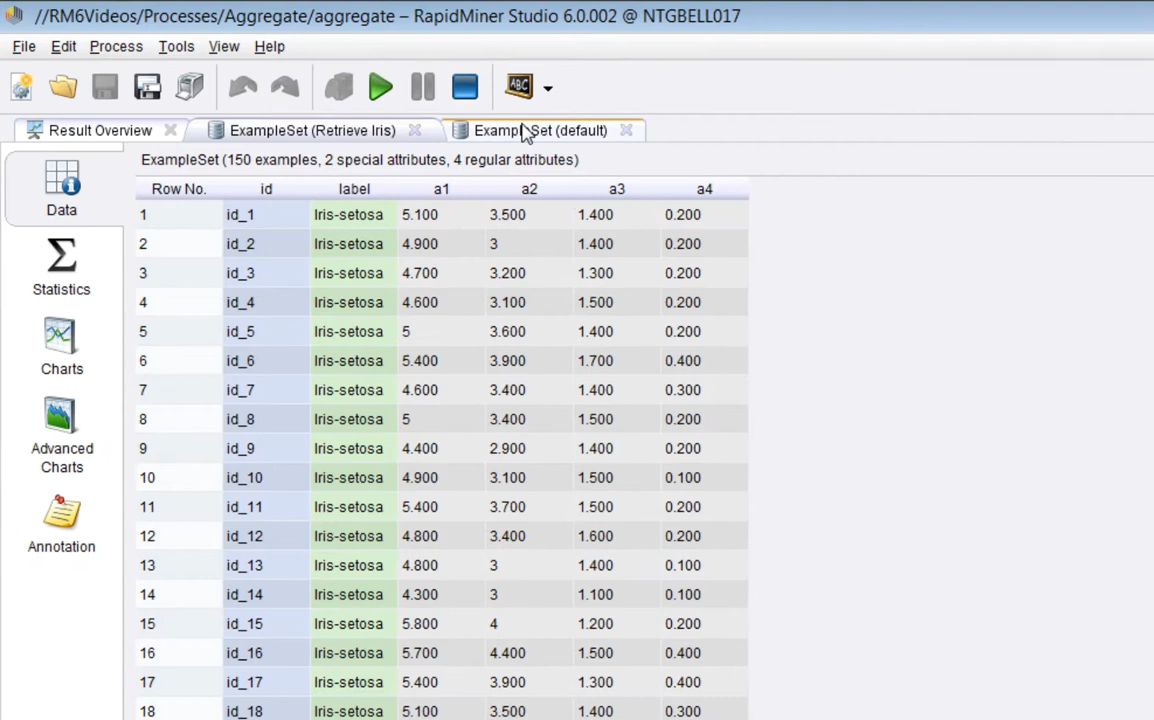 //RM6Videos/Processes/Aggregate/aggregate – RapidMiner Studio 6.0.002 @ NTGBELL017
File Edit Process Tools View Help
ABC
Result Overview ExampleSet (Retrieve Iris) ExampleSet (default)
ExampleSet (150 examples, 2 special attributes, 4 regular attributes)
Data
Statistics
Charts
Advanced
Charts
Annotation
Row No. id label a1 a2 a3 a4
1 id_1 Iris-setosa 5.100 3.500 1.400 0.200
2 id_2 Iris-setosa 4.900 3 1.400 0.200
3 id_3 Iris-setosa 4.700 3.200 1.300 0.200
4 id_4 Iris-setosa 4.600 3.100 1.500 0.200
5 id_5 Iris-setosa 5 3.600 1.400 0.200
6 id_6 Iris-setosa 5.400 3.900 1.700 0.400
7 id_7 Iris-setosa 4.600 3.400 1.400 0.300
8 id_8 Iris-setosa 5 3.400 1.500 0.200
9 id_9 Iris-setosa 4.400 2.900 1.400 0.200
10 id_10 Iris-setosa 4.900 3.100 1.500 0.100
11 id_11 Iris-setosa 5.400 3.700 1.500 0.200
12 id_12 Iris-setosa 4.800 3.400 1.600 0.200
13 id_13 Iris-setosa 4.800 3 1.400 0.100
14 id_14 Iris-setosa 4.300 3 1.100 0.100
15 id_15 Iris-setosa 5.800 4 1.200 0.200
16 id_16 Iris-setosa 5.700 4.400 1.500 0.400
17 id_17 Iris-setosa 5.400 3.900 1.300 0.400
18 id_18 Iris-setosa 5.100 3.500 1.400 0.300